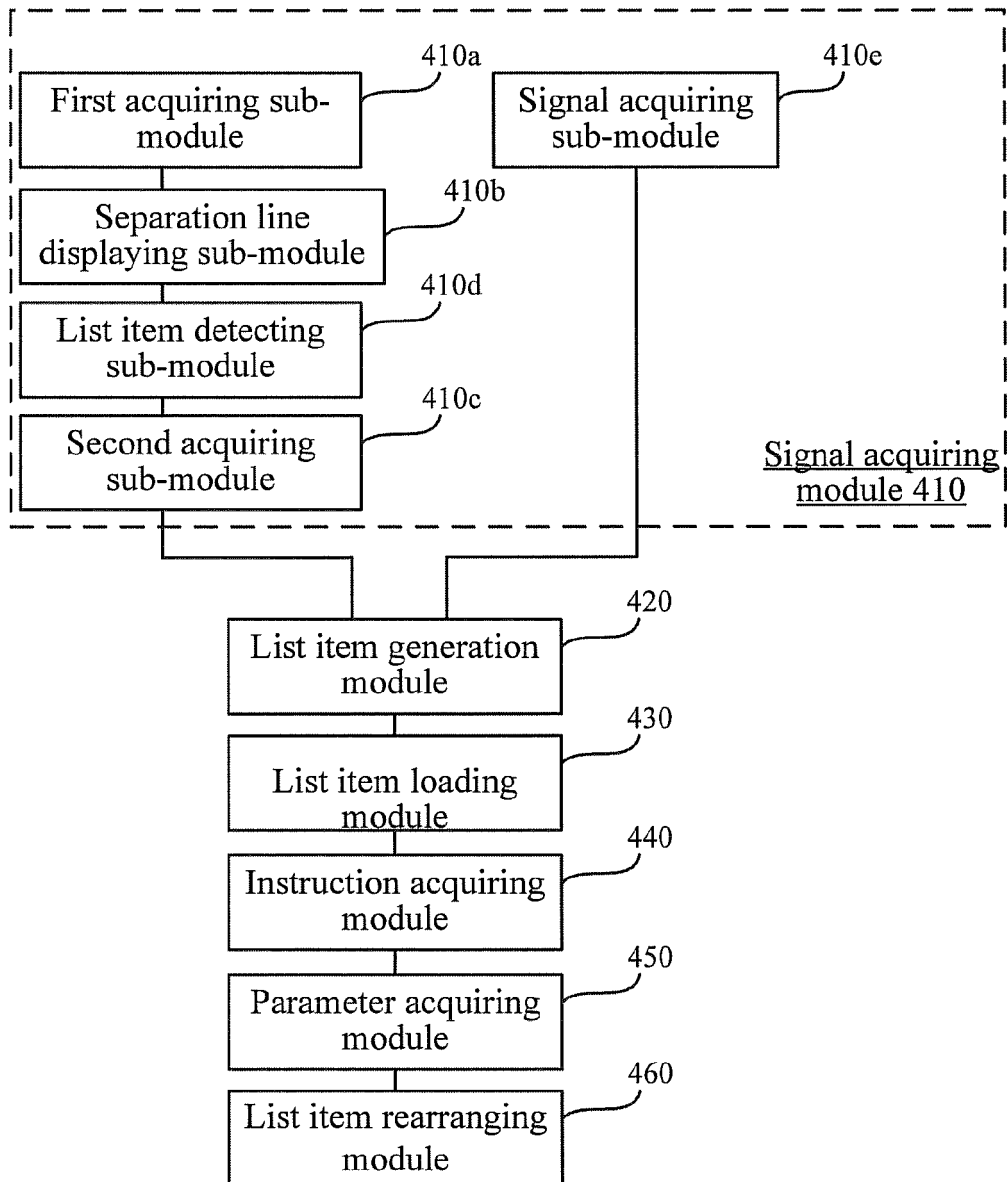 410a
First acquiring sub-
module
410e
Signal acquiring
sub-module
410b
Separation line
displaying sub-module
410d
List item detecting
sub-module
410c
Second acquiring
sub-module
Signal acquiring
module 410
420
List item generation
module
430
List item loading
module
440
Instruction acquiring
module
450
Parameter acquiring
module
460
List item rearranging
module